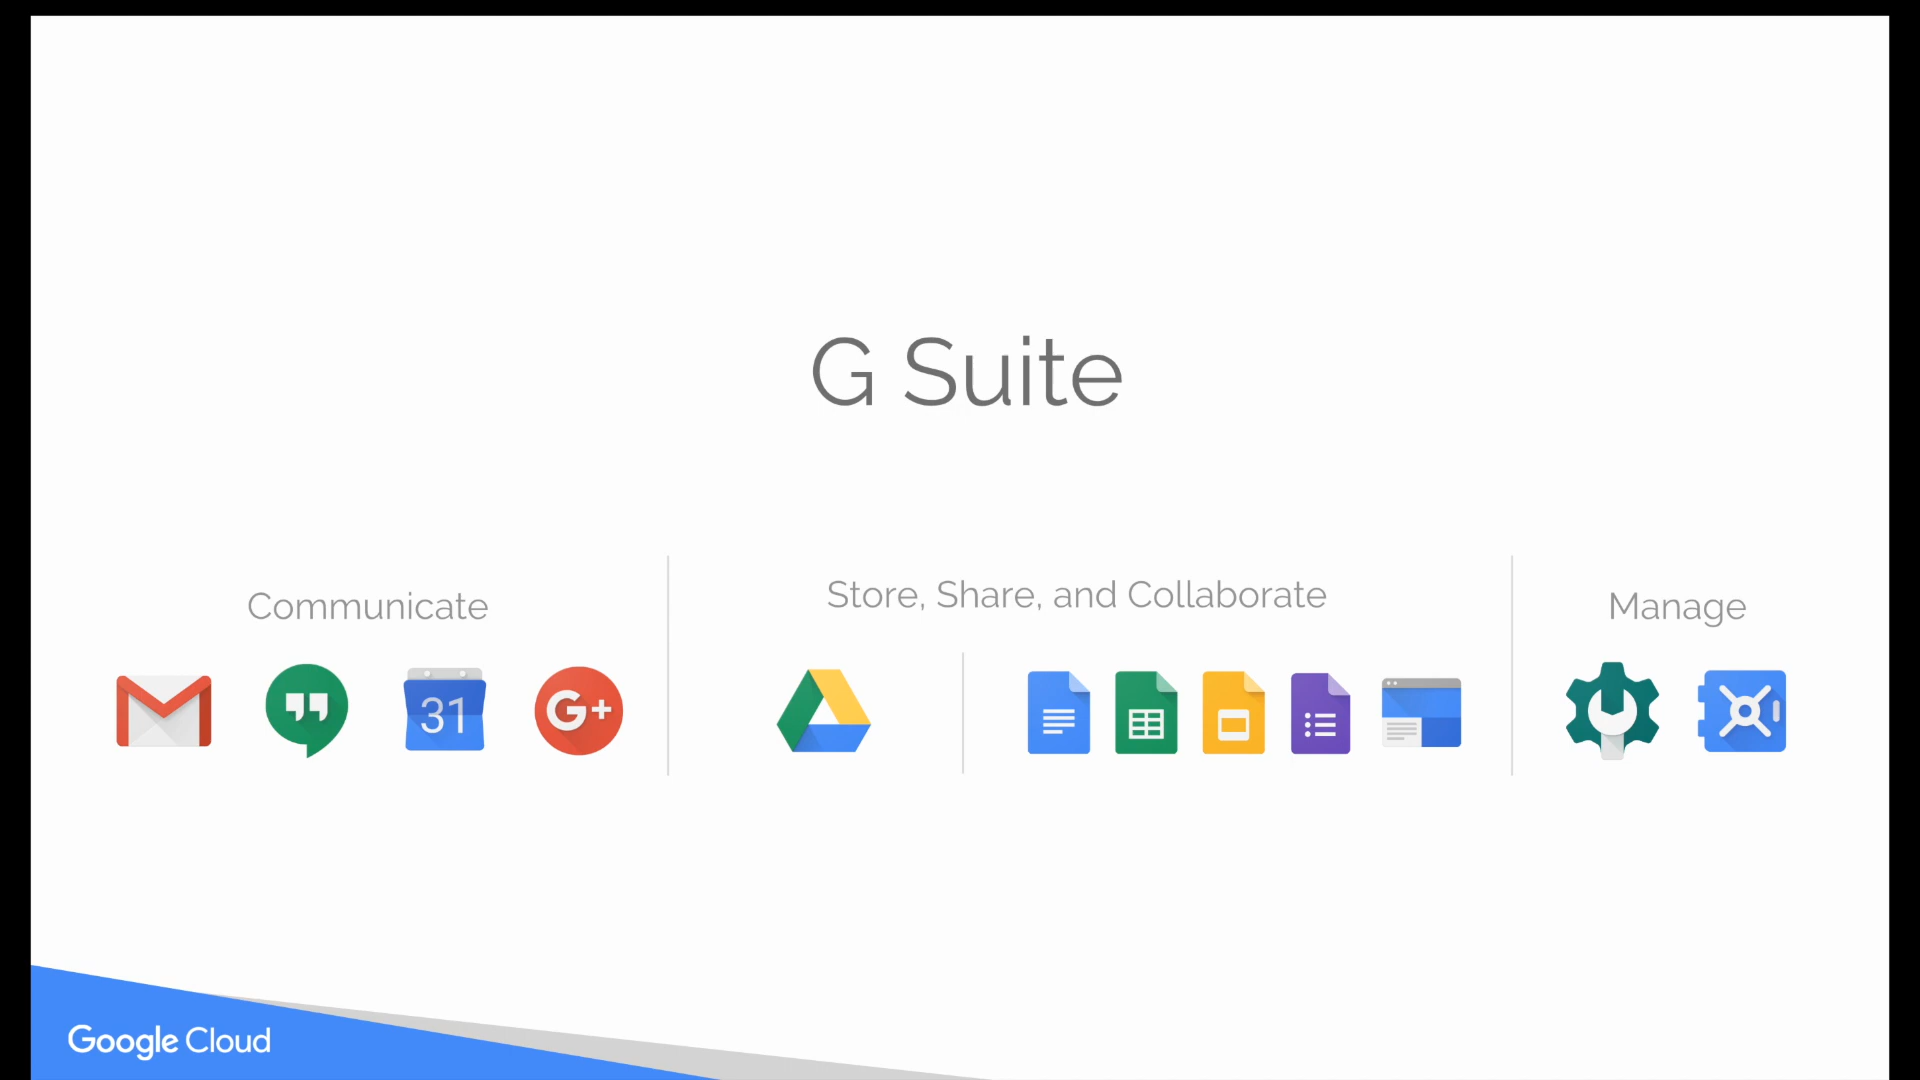 G Suite
Communicate
Store, Share, and Collaborate
Manage
31
G+
Google Cloud